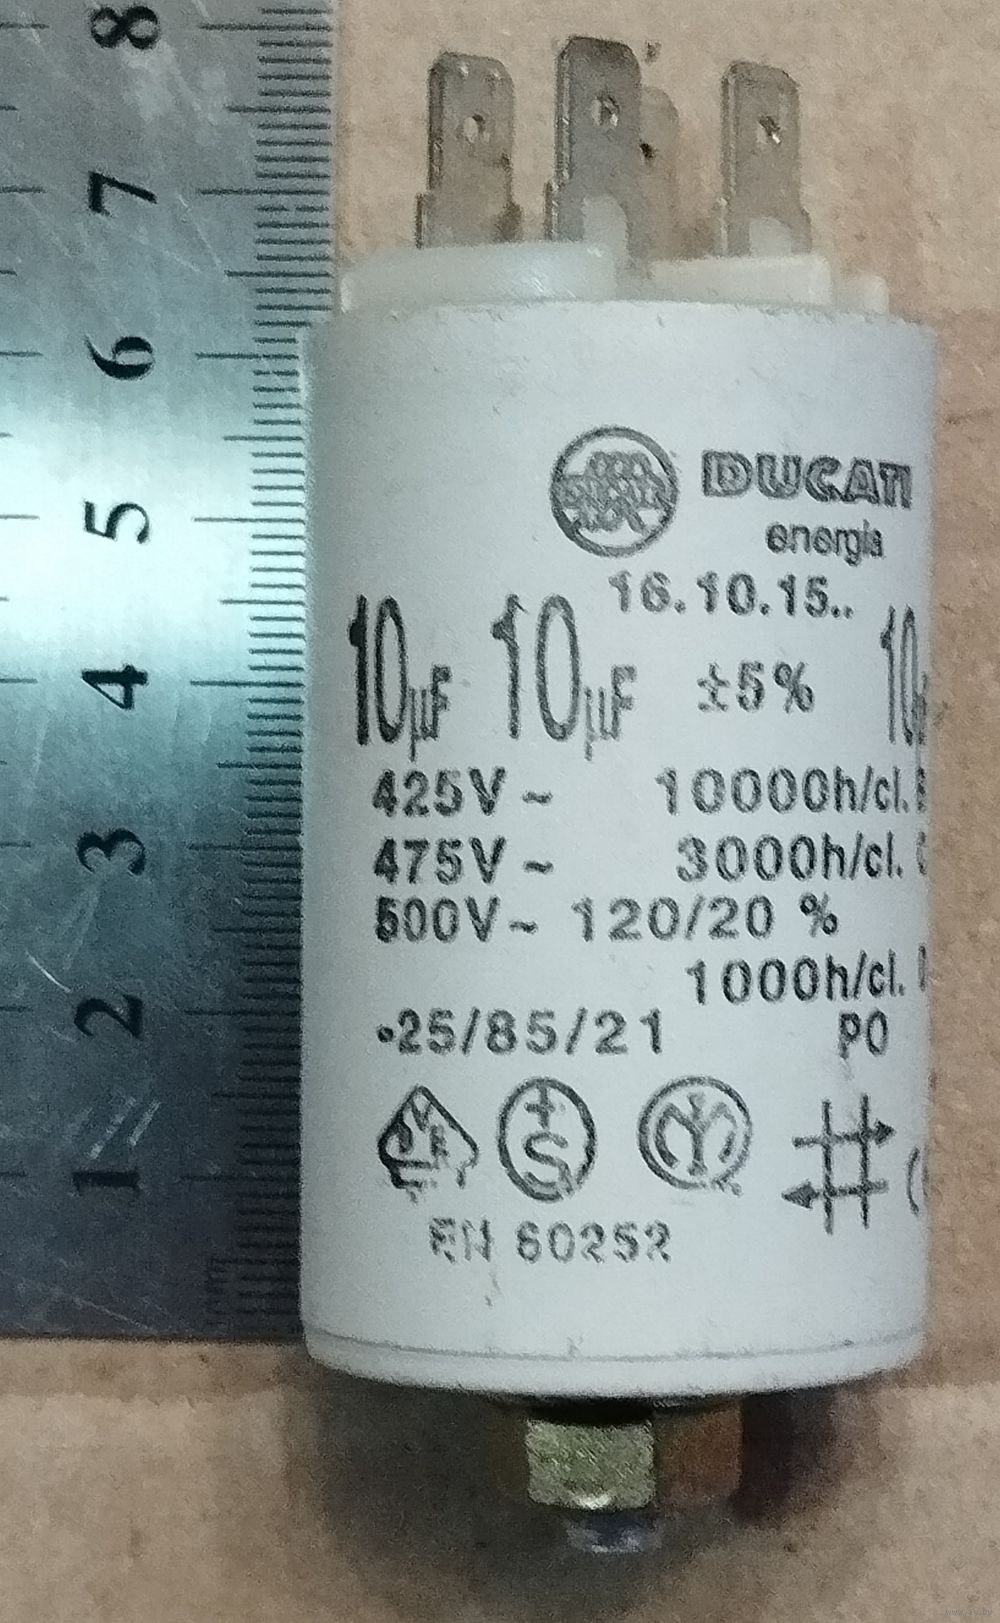 8
7
6
5
4
3
2
1
DUCATI
energia
16.10.15..
10µF 10µF ±5% 10
425V~ 10000h/cl.
475V~ 3000h/cl.
500V~ 120/20 %
1000h/cl.
.25/85/21 P0
EN 60252